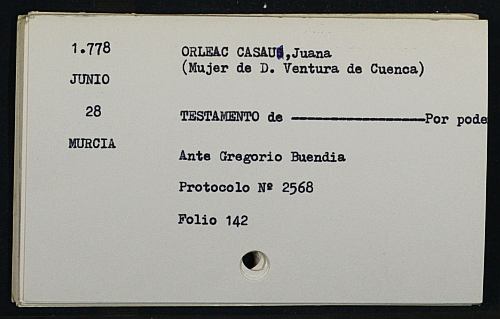 1.778
ORLEAC CASAU,Juana
(Mujer de D. Ventura de Cuenca)
JUNIO
28
TESTAMENTO de ————————Por pode
MURCIA
Ante Gregorio Buendia
Protocolo Nº 2568
Folio 142